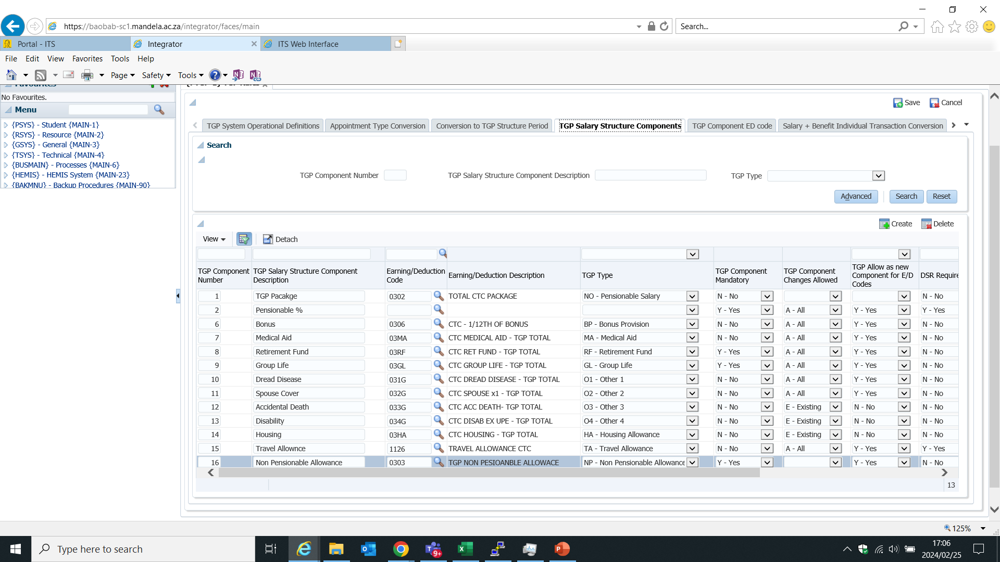 https://baobab-sc1.mandela.ac.za/integrator/faces/main
Search...
Portal - ITS
Integrator
ITS Web Interface
File Edit View Favorites Tools Help
Page Safety Tools
Favourites
No Favourites.
Menu
{PSYS} - Student {MAIN-1}
{RSYS} - Resource {MAIN-2}
{GSYS} - General {MAIN-3}
{TSYS} - Technical {MAIN-4}
{BUSMAIN} - Processes {MAIN-6}
{HEMIS} - HEMIS System {MAIN-23}
{BAKMNU} - Backup Procedures {MAIN-90}
Save Cancel
TGP System Operational Definitions
Appointment Type Conversion
Conversion to TGP Structure Period
TGP Salary Structure Components
TGP Component ED code
Salary + Benefit Individual Transaction Conversion
Search
TGP Component Number
TGP Salary Structure Component Description
TGP Type
Advanced Search Reset
Create Delete
View Detach
TGP Component Number
TGP Salary Structure Component Description
Earning/Deduction Code
Earning/Deduction Description
TGP Type
TGP Component Mandatory
TGP Component Changes Allowed
TGP Allow as new Component for E/D Codes
DSR Require
1 TGP Pacakge 0302 TOTAL CTC PACKAGE NO - Pensionable Salary N - No N - No
2 Pensionable % Y - Yes A - All Y - Yes Y - Yes
6 Bonus 0306 CTC - 1/12TH OF BONUS BP - Bonus Provision N - No A - All Y - Yes N - No
7 Medical Aid 03MA CTC MEDICAL AID - TGP TOTAL MA - Medical Aid N - No A - All Y - Yes N - No
8 Retirement Fund 03RF CTC RET FUND - TGP TOTAL RF - Retirement Fund Y - Yes A - All Y - Yes N - No
9 Group Life 03GL CTC GROUP LIFE - TGP TOTAL GL - Group Life Y - Yes A - All Y - Yes N - No
10 Dread Disease 031G CTC DREAD DISEASE - TGP TOTAL O1 - Other 1 N - No A - All Y - Yes N - No
11 Spouse Cover 032G CTC SPOUSE x1 - TGP TOTAL O2 - Other 2 N - No A - All Y - Yes N - No
12 Accidental Death 033G CTC ACC DEATH- TGP TOTAL O3 - Other 3 N - No E - Existing N - No N - No
13 Disability 034G CTC DISAB EX UPE - TGP TOTAL O4 - Other 4 N - No E - Existing N - No N - No
14 Housing 03HA CTC HOUSING - TGP TOTAL HA - Housing Allowance N - No E - Existing N - No N - No
15 Travel Allownce 1126 TRAVEL ALLOWANCE CTC TA - Travel Allowance N - No A - All Y - Yes Y - Yes
16 Non Pensionable Allowance 0303 TGP NON PESIOANBLE ALLOWACE NP - Non Pensionable Allowance Y - Yes Y - Yes N - No
13
125%
Type here to search
9+
17:06
2024/02/25